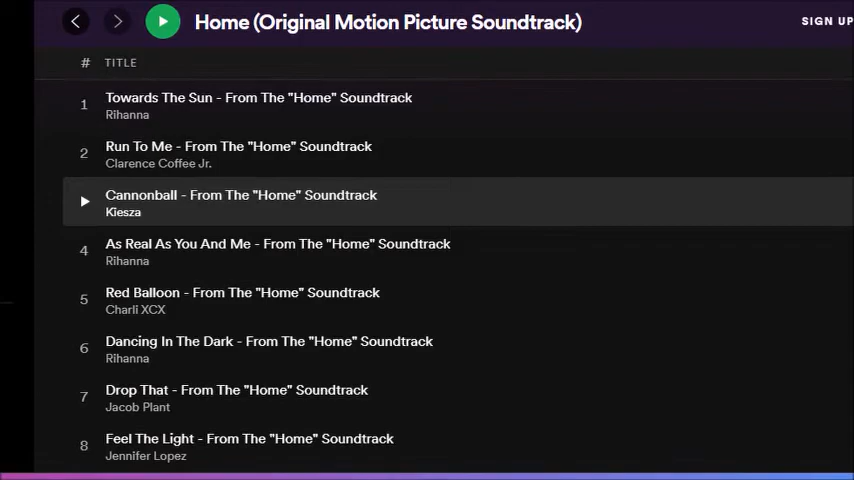 Home (Original Motion Picture Soundtrack)
SIGN UP
# TITLE
1 Towards The Sun - From The "Home" Soundtrack
Rihanna
2 Run To Me - From The "Home" Soundtrack
Clarence Coffee Jr.
Cannonball - From The "Home" Soundtrack
Kiesza
4 As Real As You And Me - From The "Home" Soundtrack
Rihanna
5 Red Balloon - From The "Home" Soundtrack
Charli XCX
6 Dancing In The Dark - From The "Home" Soundtrack
Rihanna
7 Drop That - From The "Home" Soundtrack
Jacob Plant
8 Feel The Light - From The "Home" Soundtrack
Jennifer Lopez